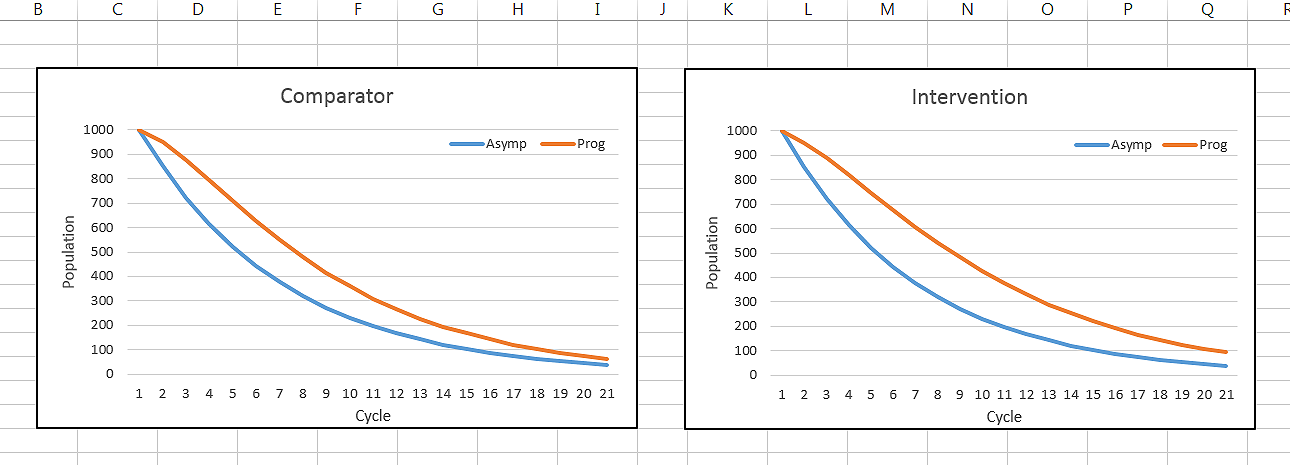 B C D E F G H I J K L M N O P Q R
Comparator
Asymp Prog
1000
900
800
700
600
500
400
300
200
100
0
Population
1 2 3 4 5 6 7 8 9 10 11 12 13 14 15 16 17 18 19 20 21
Cycle
Intervention
Asymp Prog
1000
900
800
700
600
500
400
300
200
100
0
Population
1 2 3 4 5 6 7 8 9 10 11 12 13 14 15 16 17 18 19 20 21
Cycle